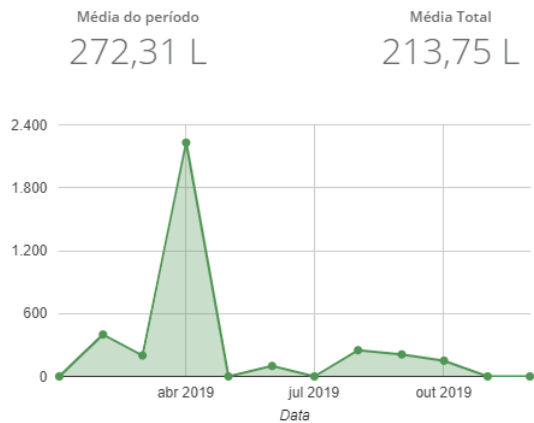 Média do período
Média Total
272,31 L
213,75 L
2.400
1.800
1.200
600
0
abr 2019
jul 2019
out 2019
Data